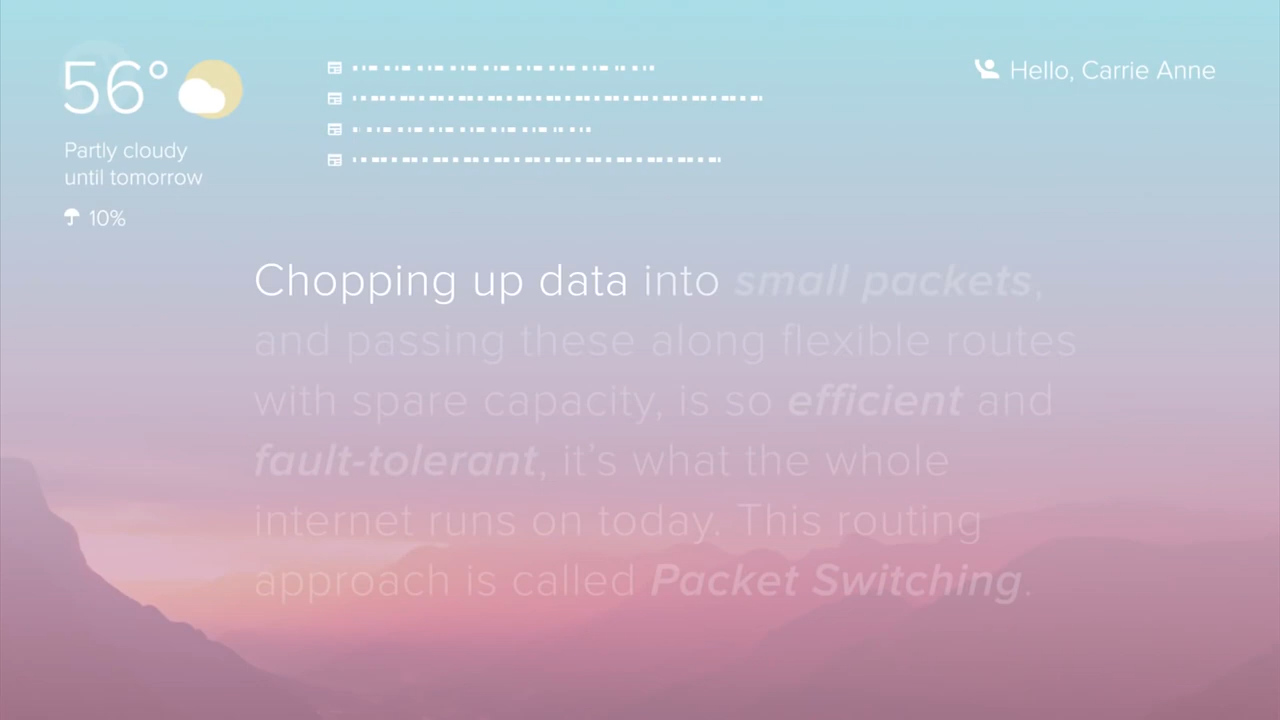 56°
Partly cloudy
until tomorrow
10%
Hello, Carrie Anne
Chopping up data into small packets,
and passing these along flexible routes
with spare capacity, is so efficient and
fault-tolerant, it's what the whole
internet runs on today. This routing
approach is called Packet Switching.